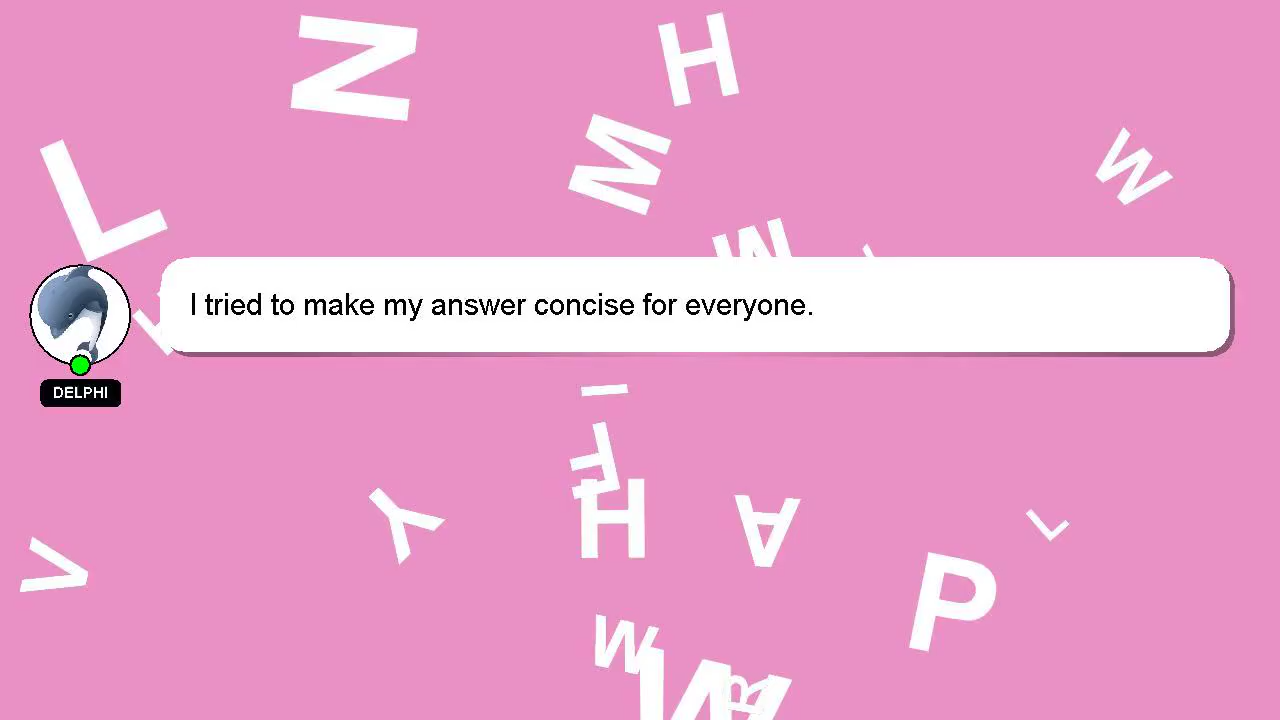 Z
H
M
L
W
W
I tried to make my answer concise for everyone.
DELPHI
I
F
H
Y
A
L
V
P
W
W
B